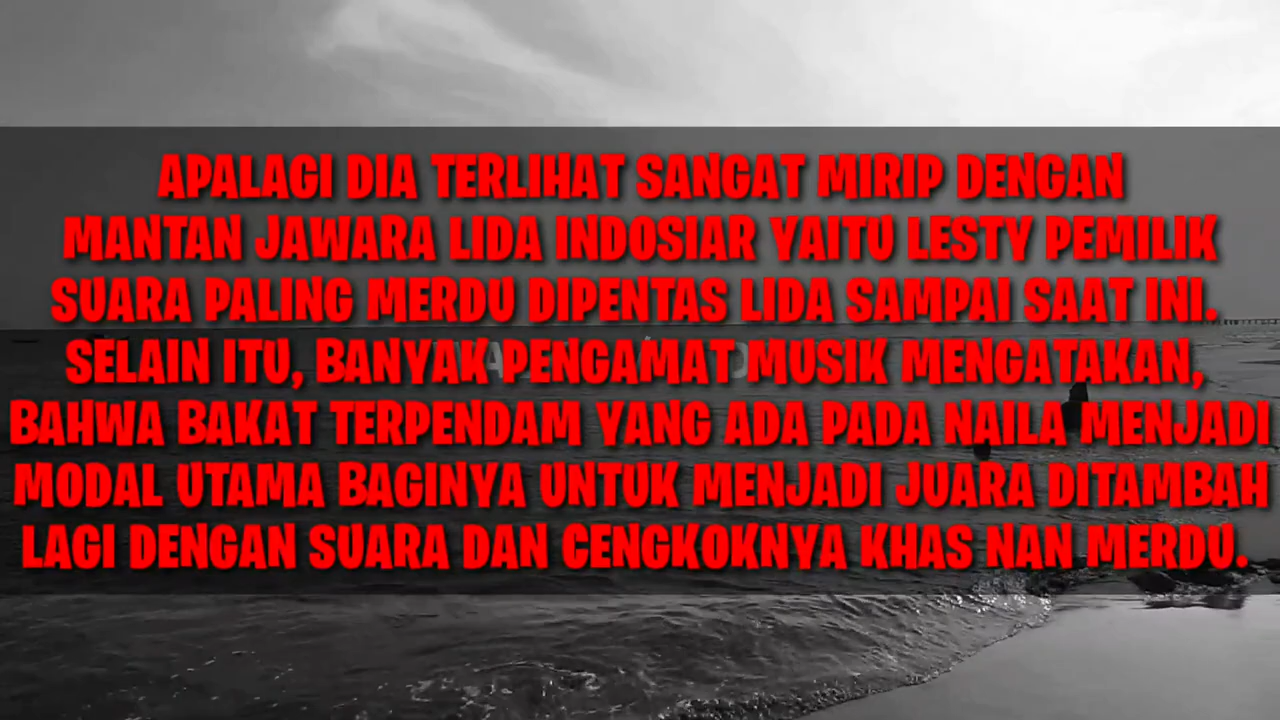 APALAGI DIA TERLIHAT SANGAT MIRIP DENGAN
MANTAN JAWARA LIDA INDOSIAR YAITU LESTY PEMILIK
SUARA PALING MERDU DIPENTAS LIDA SAMPAI SAAT INI.
SELAIN ITU, BANYAK PENGAMAT MUSIK MENGATAKAN,
BAHWA BAKAT TERPENDAM YANG ADA PADA NAILA MENJADI
MODAL UTAMA BAGINYA UNTUK MENJADI JUARA DITAMBAH
LAGI DENGAN SUARA DAN CENGKOKNYA KHAS NAN MERDU.